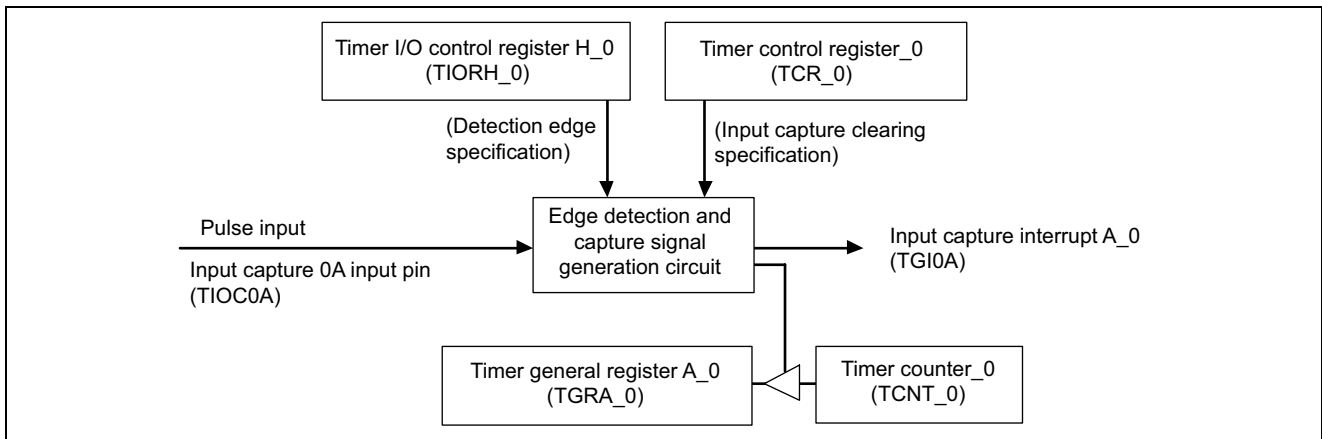 Timer I/O control register H_0
(TIORH_0)
Timer control register_0
(TCR_0)
(Detection edge
specification)
(Input capture clearing
specification)
Pulse input
Input capture 0A input pin
(TIOC0A)
Edge detection and
capture signal
generation circuit
Input capture interrupt A_0
(TGI0A)
Timer general register A_0
(TGRA_0)
Timer counter_0
(TCNT_0)